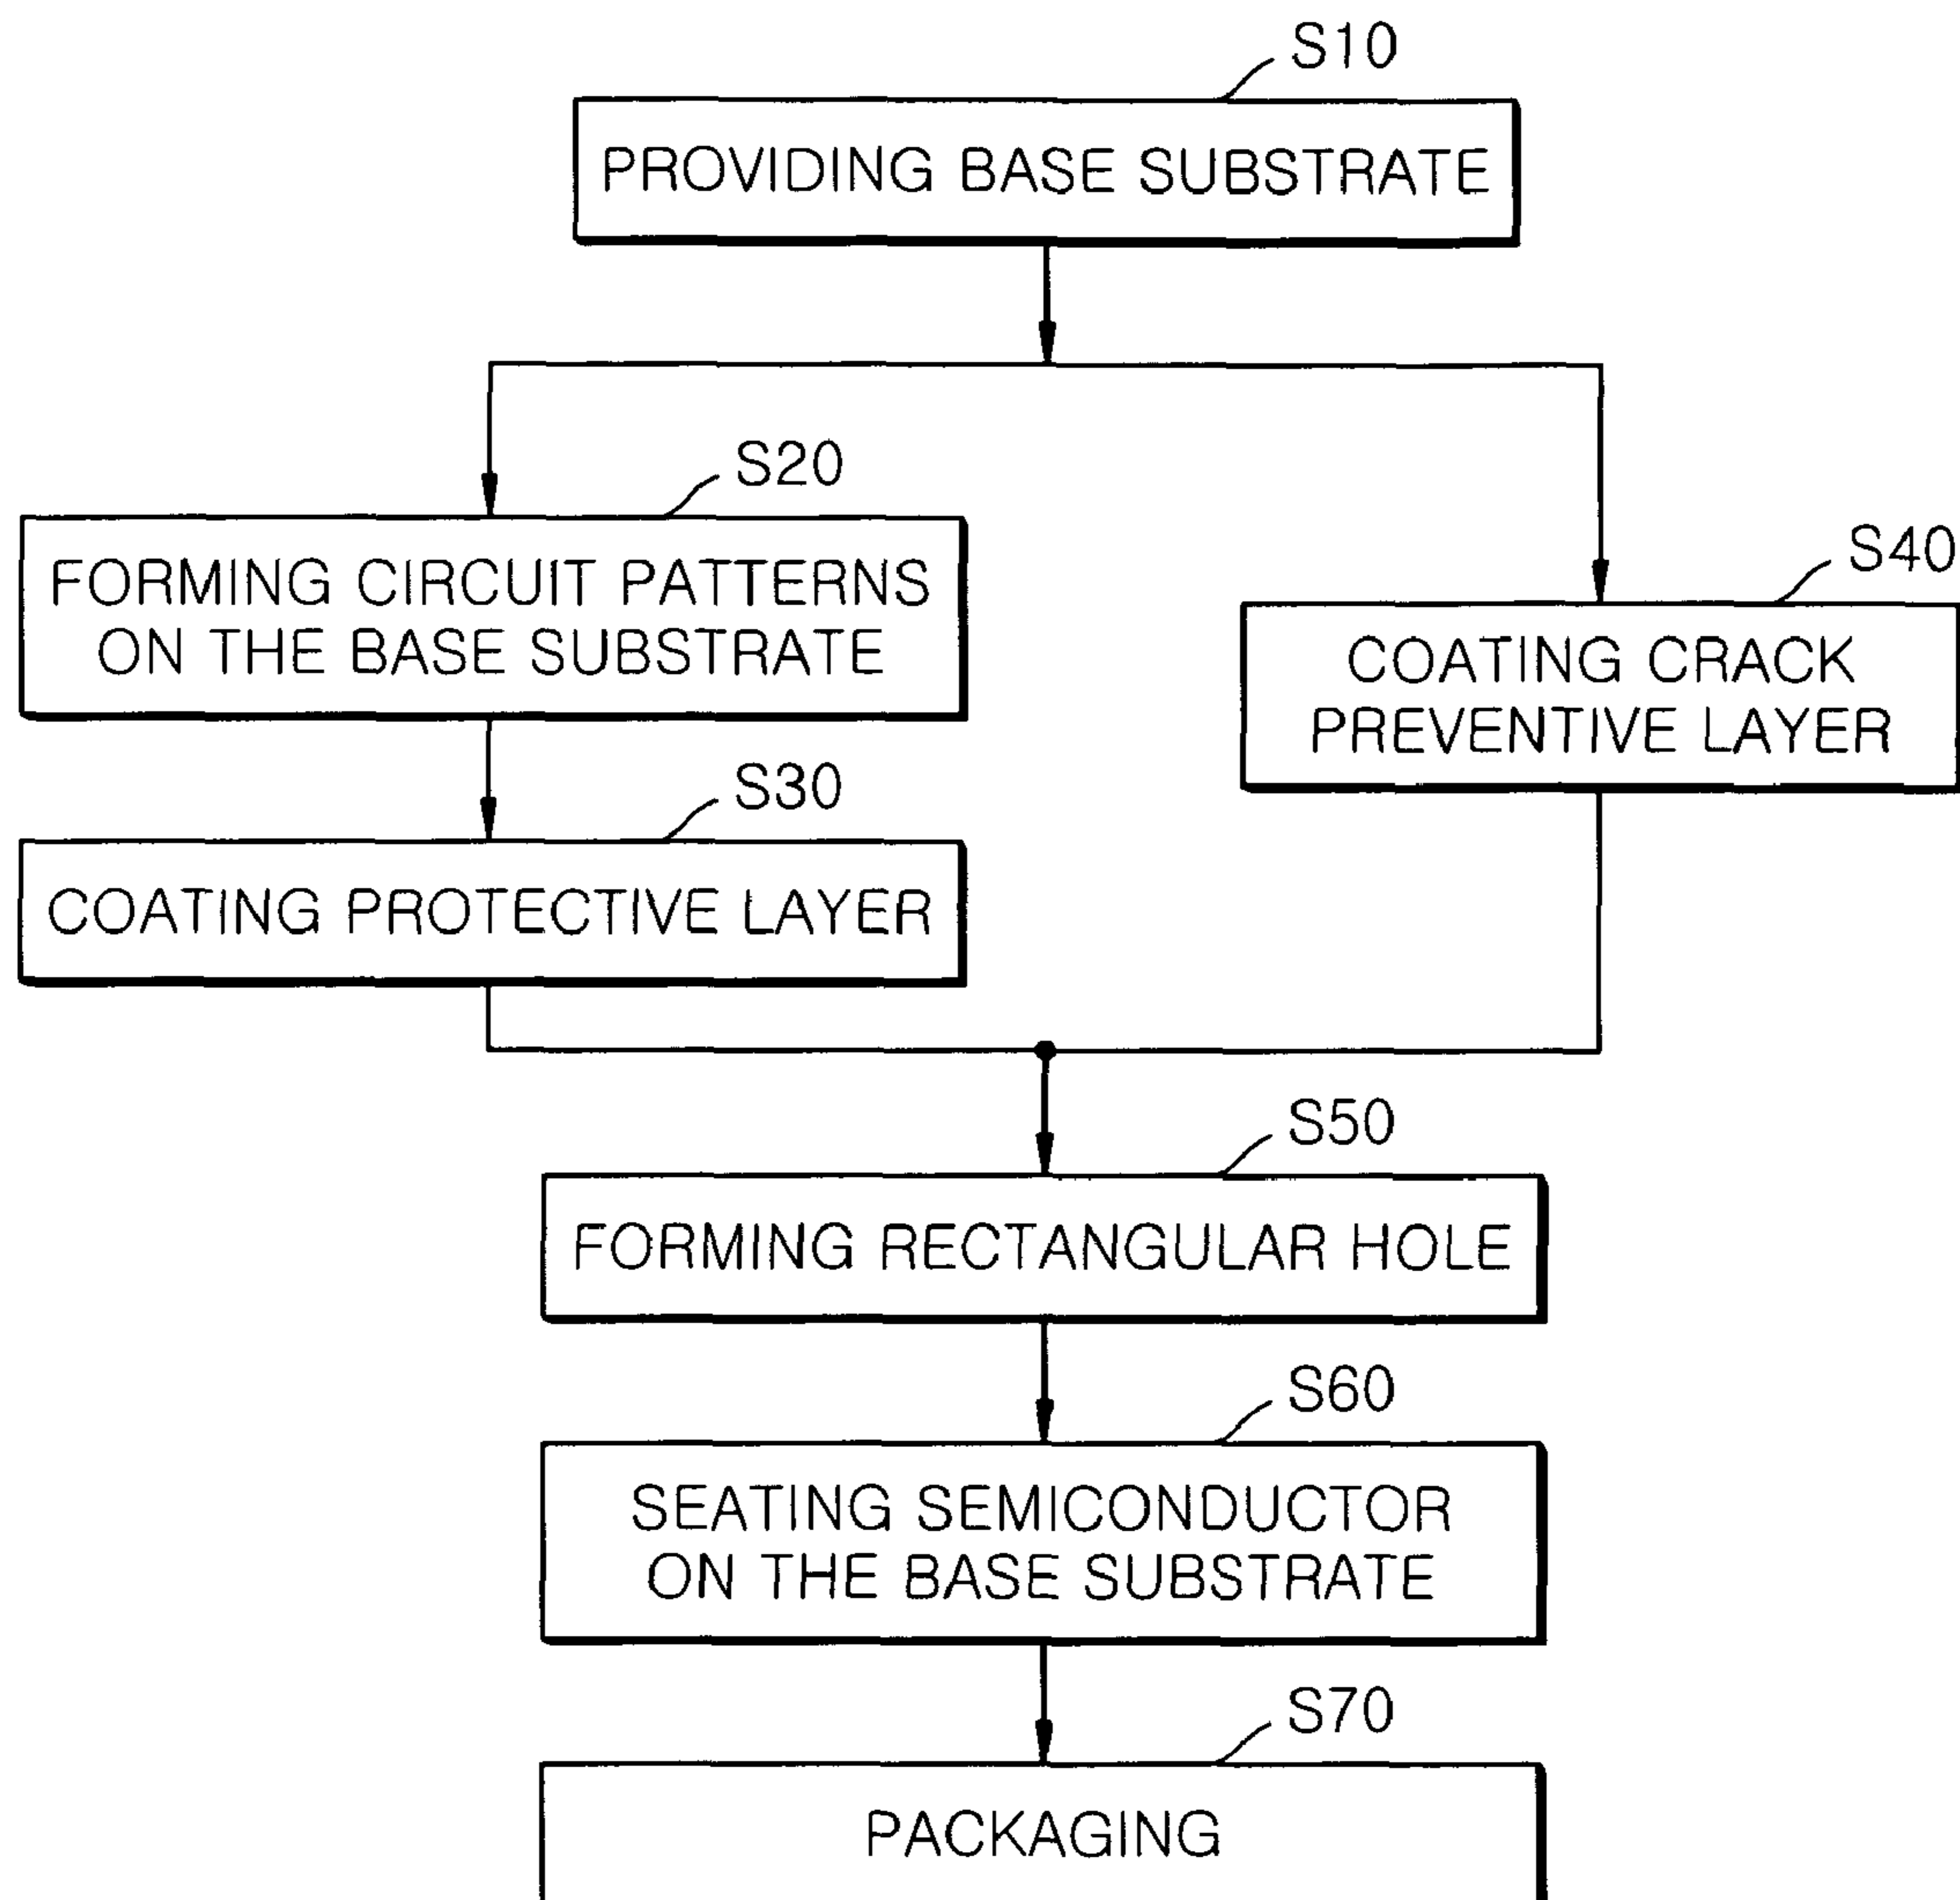 S10
PROVIDING BASE SUBSTRATE
S20
FORMING CIRCUIT PATTERNS
ON THE BASE SUBSTRATE
S40
COATING CRACK
PREVENTIVE LAYER
S30
COATING PROTECTIVE LAYER
S50
FORMING RECTANGULAR HOLE
S60
SEATING SEMICONDUCTOR
ON THE BASE SUBSTRATE
S70
PACKAGING